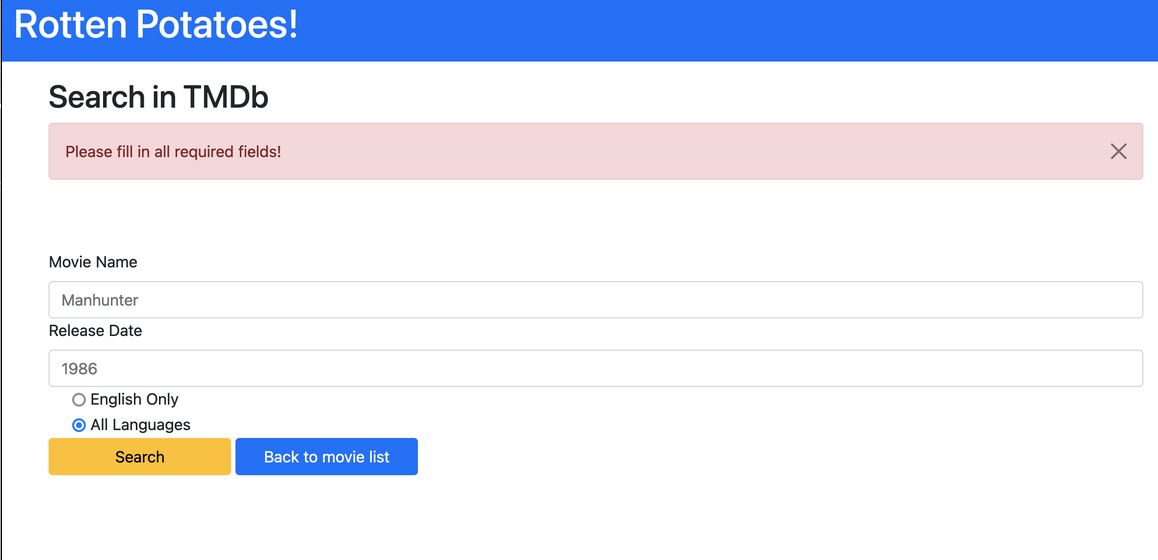 Rotten Potatoes!
Search in TMDb
Please fill in all required fields!
Movie Name
Manhunter
Release Date
1986
English Only
All Languages
Search Back to movie list